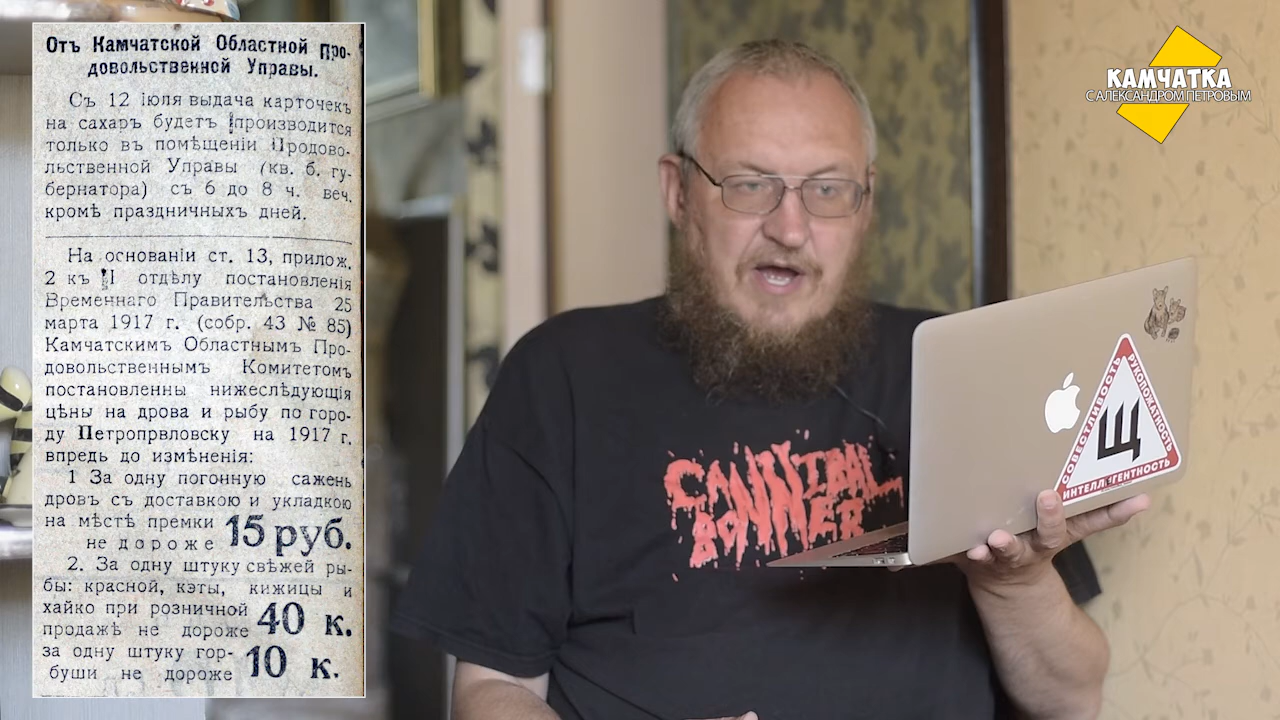 Отъ Камчатской Областной Про-
довольственной Управы.
Съ 12 іюля выдача карточекъ
на сахаръ будетъ производится
только въ помѣщеніи Продово-
льственной Управы (кв. б. гу-
бернатора) съ 6 до 8 ч. веч.
кромѣ праздничныхъ дней.
На основаніи ст. 13, прилож.
2 къ II отдѣлу постановленія
Временнаго Правительства 25
марта 1917 г. (собр. 43 № 85)
Камчатскимъ Областнымъ Про-
довольственнымъ Комитетомъ
постановленны нижеслѣдующія
цѣны на дрова и рыбу по горо-
ду Петропрвловску на 1917 г.
впредь до измѣненія:
1 За одну погонную сажень
дровъ съ доставкою и укладкою
на мѣстѣ премки 15 руб.
не дороже
2. За одну штуку свѣжей ры-
бы: красной, кэты, кижицы и
хайко при розничной
продажѣ не дороже 40 к.
за одну штуку гор-
буши не дороже 10 к.
КАМЧАТКА
С АЛЕКСАНДРОМ ПЕТРОВЫМ
CANNIBAL
BONNER
СОВЕСТЛИВОСТЬ
РУКОПОЖАТНОСТЬ
Щ
ИНТЕЛЛИГЕНТНОСТЬ